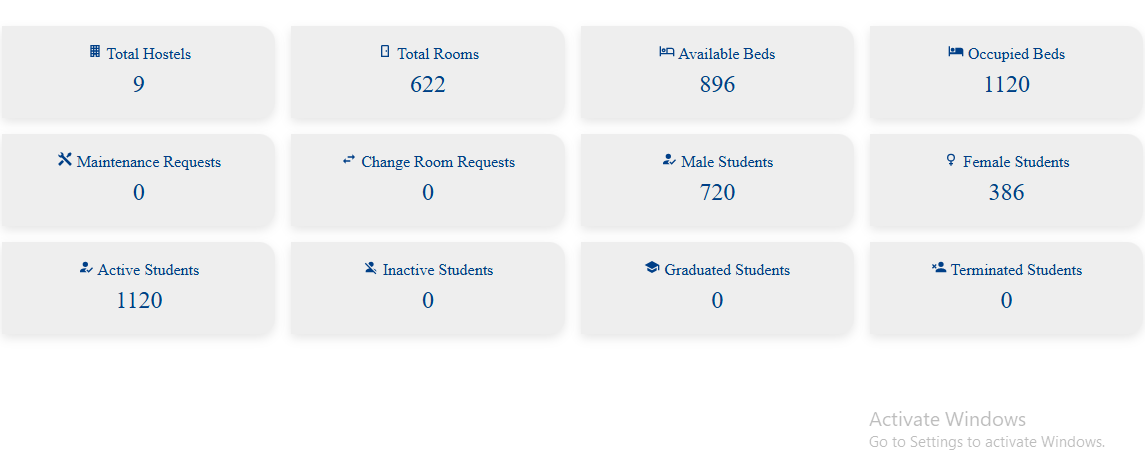 Total Hostels
9
Total Rooms
622
Available Beds
896
Occupied Beds
1120
Maintenance Requests
0
Change Room Requests
0
Male Students
720
Female Students
386
Active Students
1120
Inactive Students
0
Graduated Students
0
Terminated Students
0
Activate Windows
Go to Settings to activate Windows.